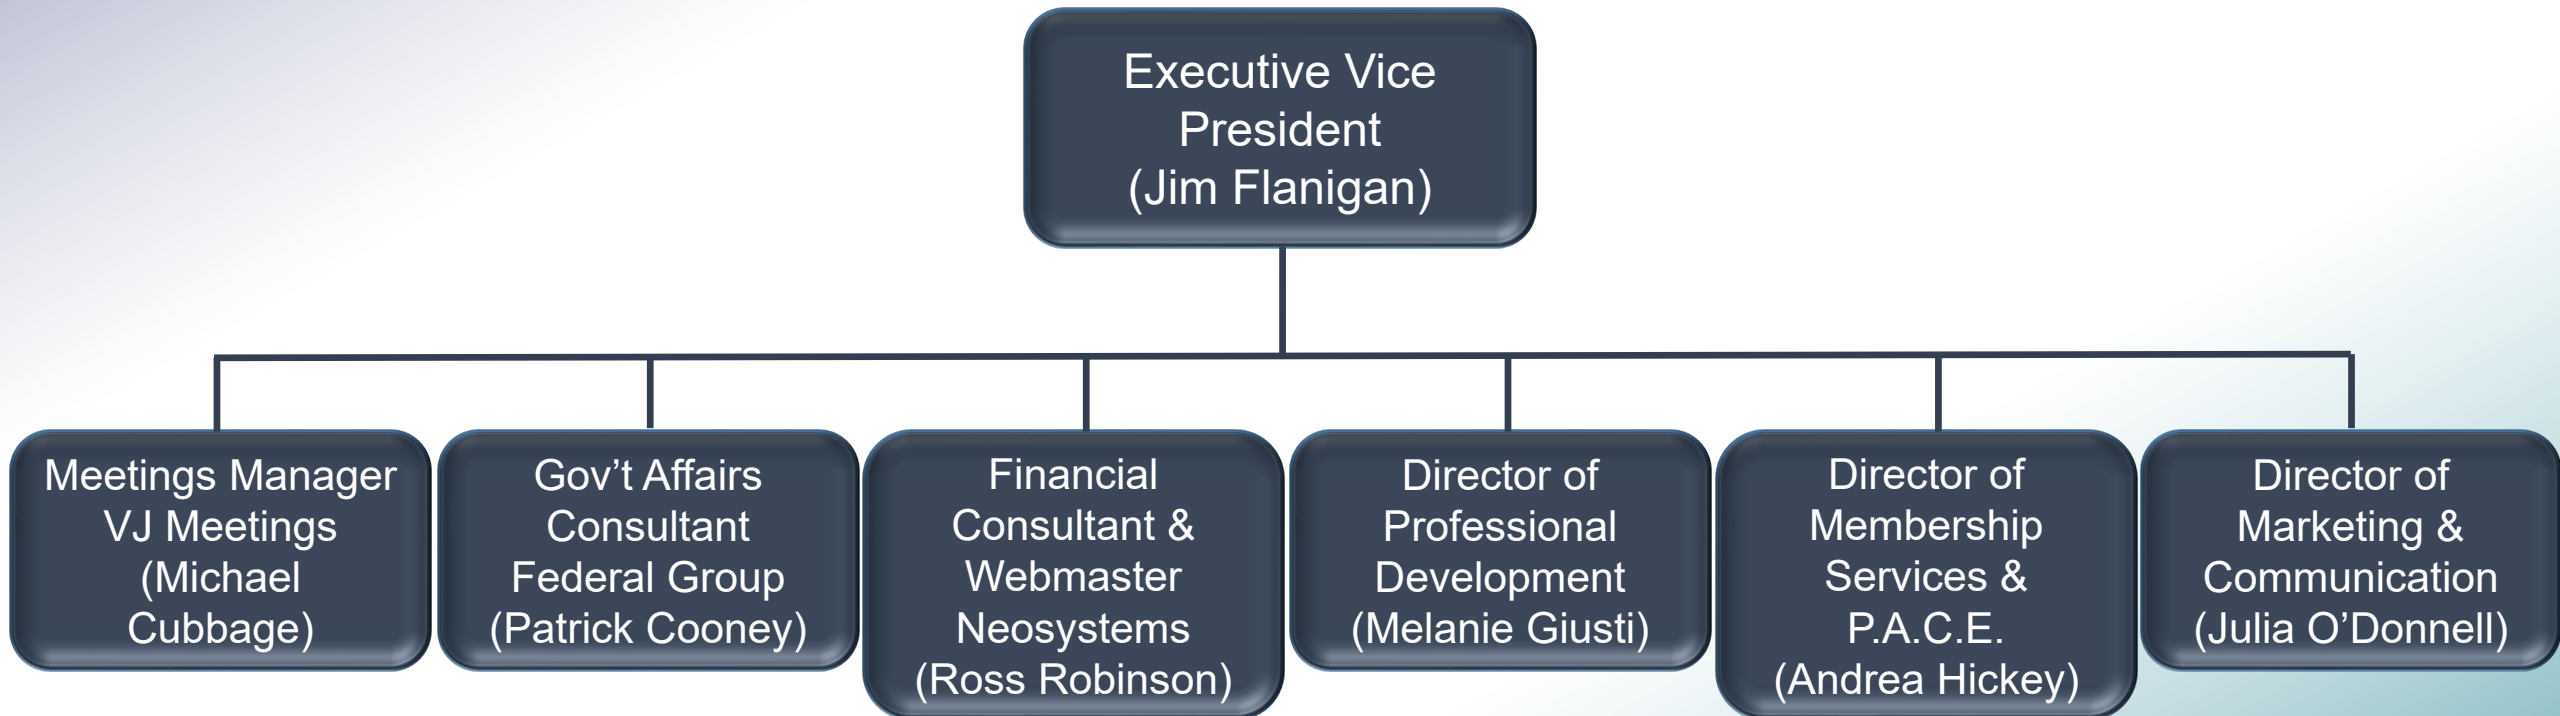 Executive Vice
President
(Jim Flanigan)
Meetings Manager
VJ Meetings
(Michael
Cubbage)
Gov’t Affairs
Consultant
Federal Group
(Patrick Cooney)
Financial
Consultant &
Webmaster
Neosystems
(Ross Robinson)
Director of
Professional
Development
(Melanie Giusti)
Director of
Membership
Services &
P.A.C.E.
(Andrea Hickey)
Director of
Marketing &
Communication
(Julia O’Donnell)